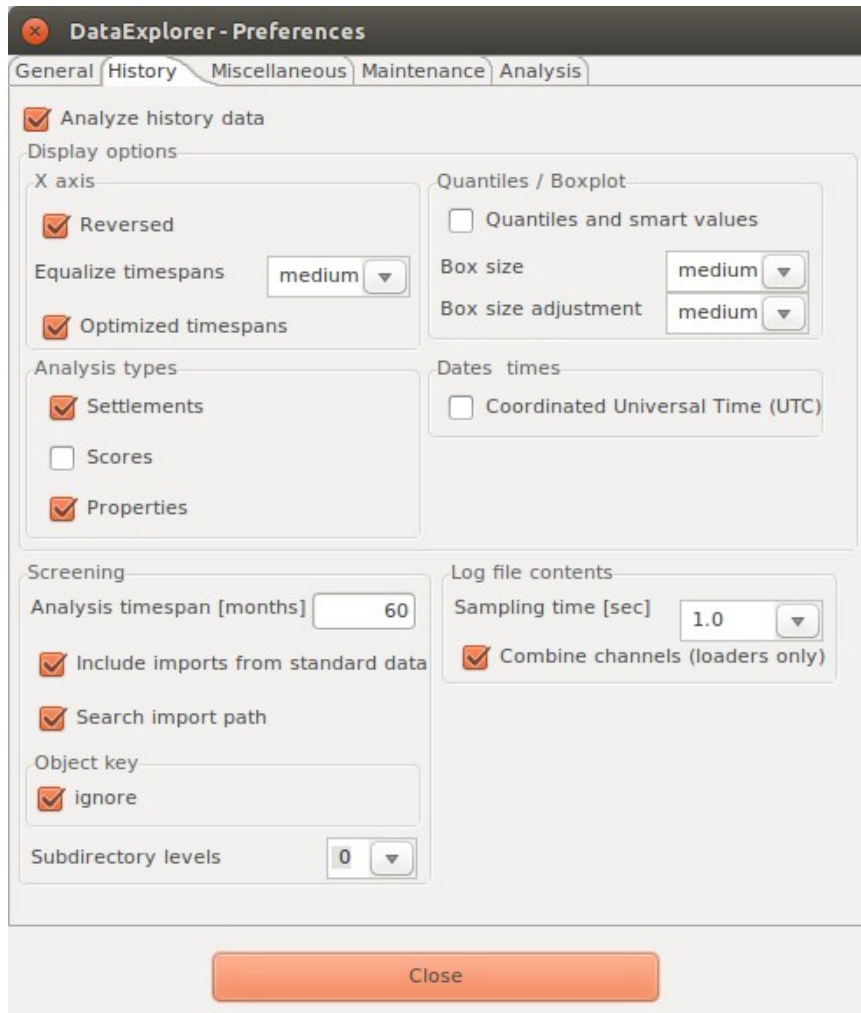 DataExplorer - Preferences
General History Miscellaneous Maintenance Analysis
Analyze history data
Display options
X axis
Reversed
Equalize timespans medium
Optimized timespans
Quantiles / Boxplot
Quantiles and smart values
Box size medium
Box size adjustment medium
Analysis types
Settlements
Scores
Properties
Dates times
Coordinated Universal Time (UTC)
Screening
Analysis timespan [months] 60
Include imports from standard data
Search import path
Object key
ignore
Subdirectory levels 0
Log file contents
Sampling time [sec] 1.0
Combine channels (loaders only)
Close